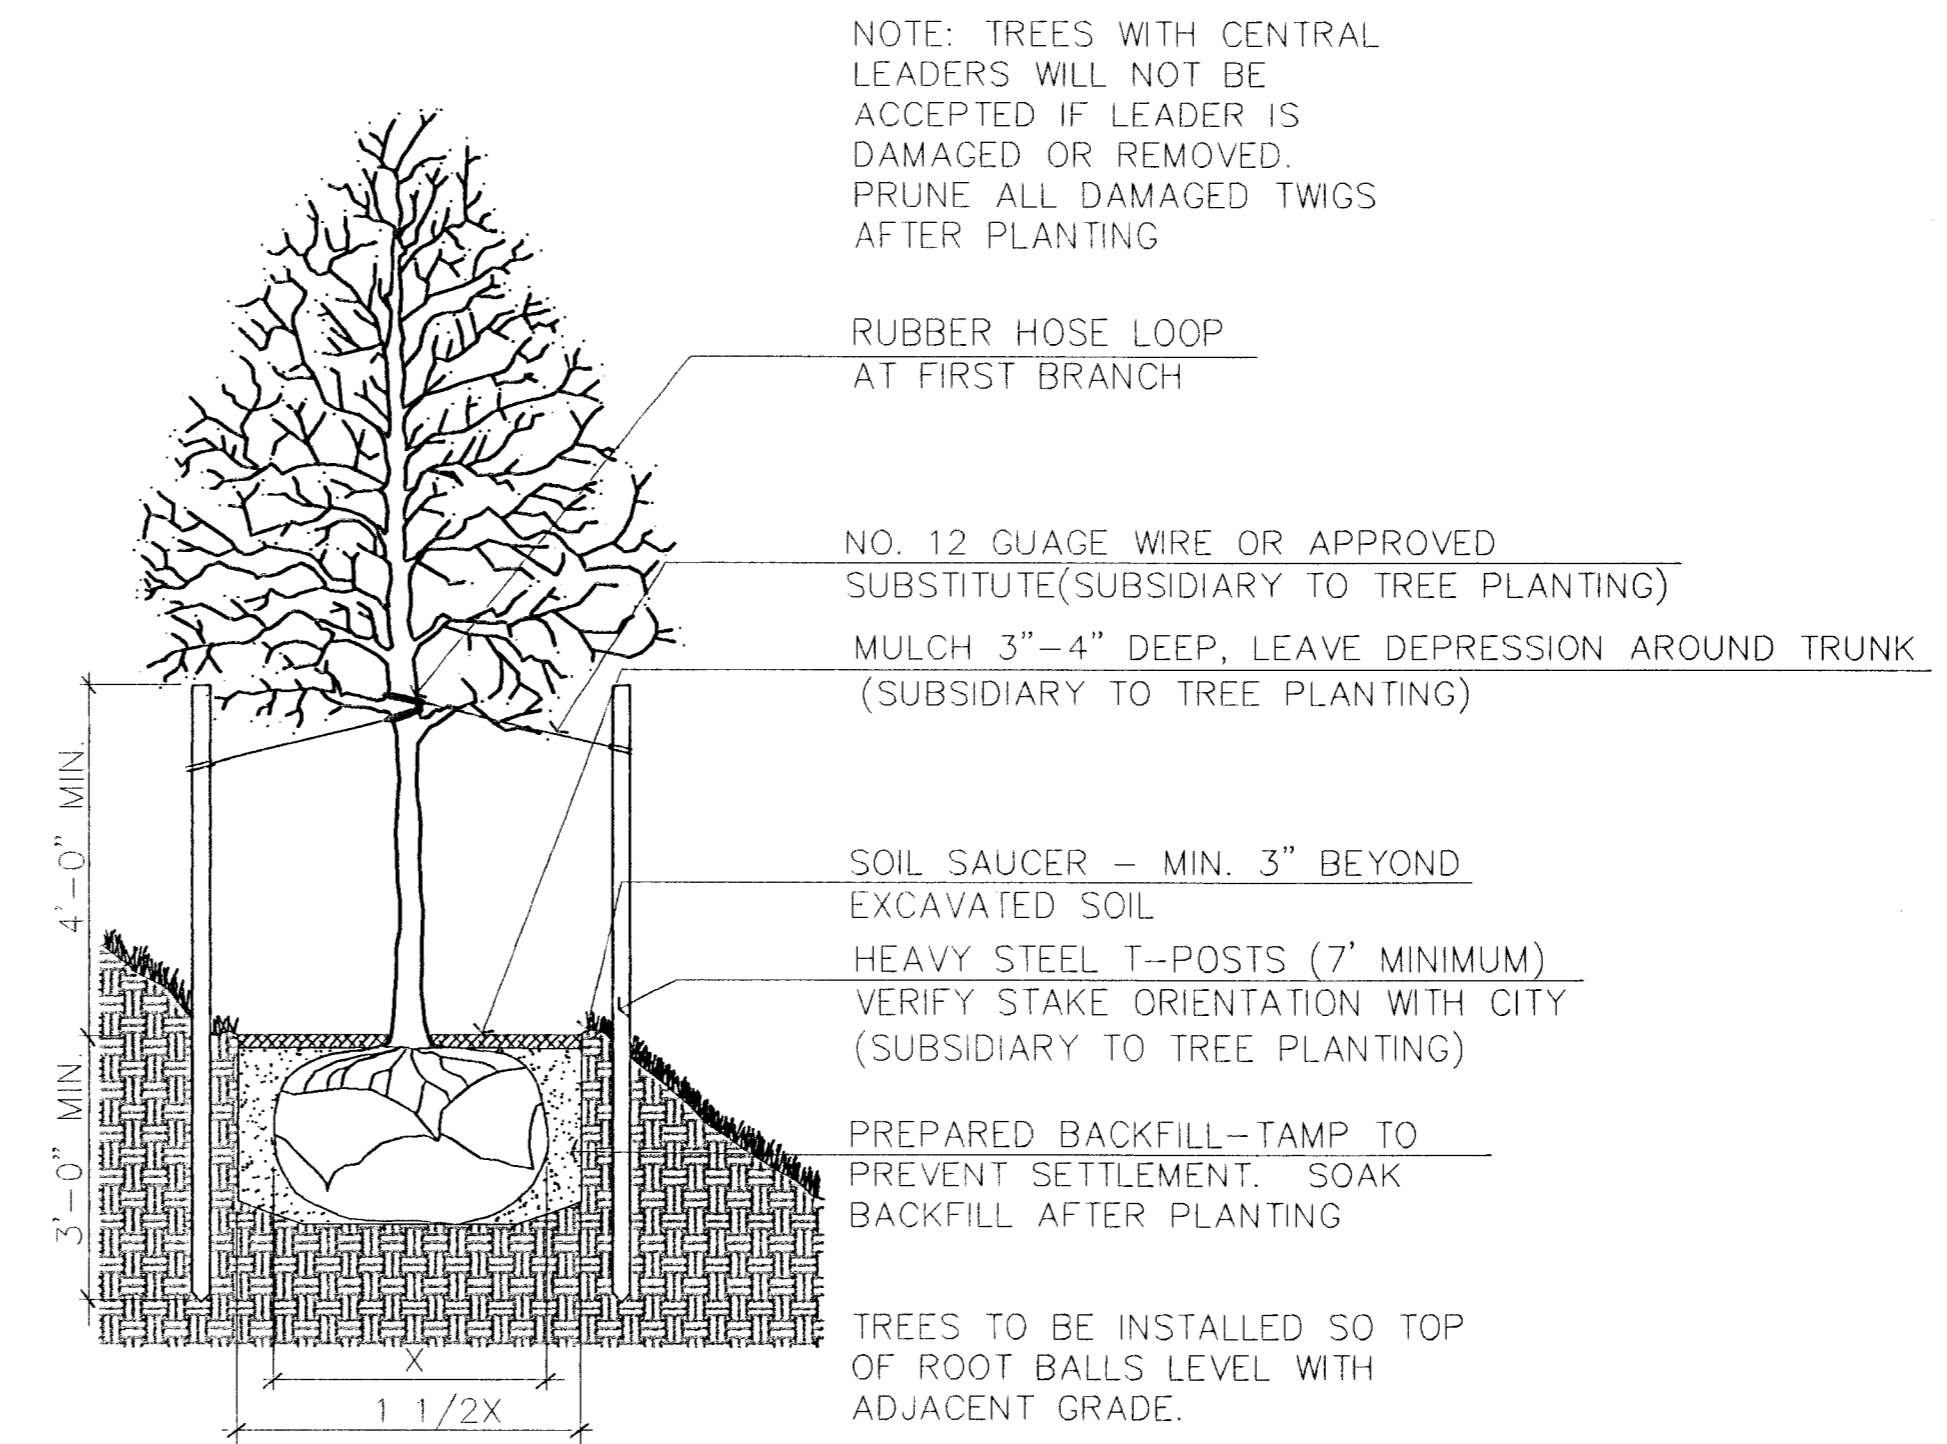 NOTE: TREES WITH CENTRAL
LEADERS WILL NOT BE
ACCEPTED IF LEADER IS
DAMAGED OR REMOVED.
PRUNE ALL DAMAGED TWIGS
AFTER PLANTING
RUBBER HOSE LOOP
AT FIRST BRANCH
NO. 12 GUAGE WIRE OR APPROVED
SUBSTITUTE(SUBSIDIARY TO TREE PLANTING)
MULCH 3"-4" DEEP, LEAVE DEPRESSION AROUND TRUNK
(SUBSIDIARY TO TREE PLANTING)
4'-0" MIN.
SOIL SAUCER - MIN. 3" BEYOND
EXCAVATED SOIL
HEAVY STEEL T-POSTS (7' MINIMUM)
VERIFY STAKE ORIENTATION WITH CITY
(SUBSIDIARY TO TREE PLANTING)
3'-0" MIN.
PREPARED BACKFILL-TAMP TO
PREVENT SETTLEMENT. SOAK
BACKFILL AFTER PLANTING
TREES TO BE INSTALLED SO TOP
OF ROOT BALLS LEVEL WITH
ADJACENT GRADE.
X
1 1/2X